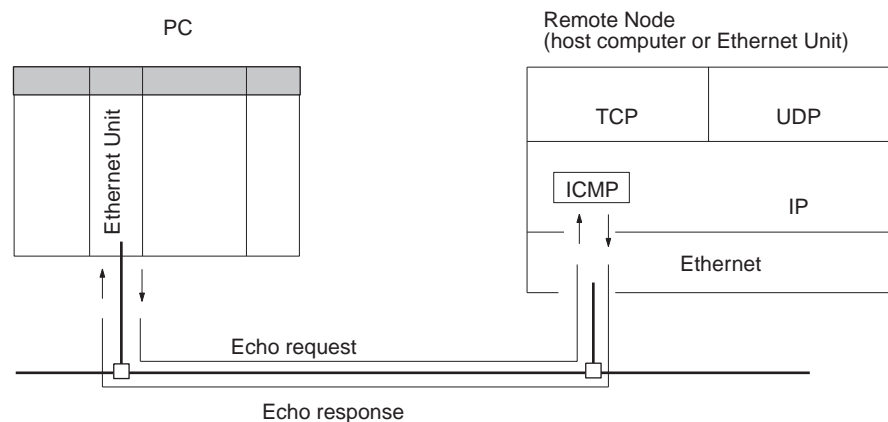 PC
Remote Node
(host computer or Ethernet Unit)
Ethernet Unit
TCP
UDP
ICMP
IP
Ethernet
Echo request
Echo response